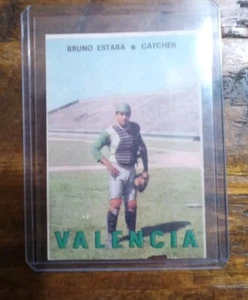 BRUNO ESTABA ★ CATCHER
VALENCIA